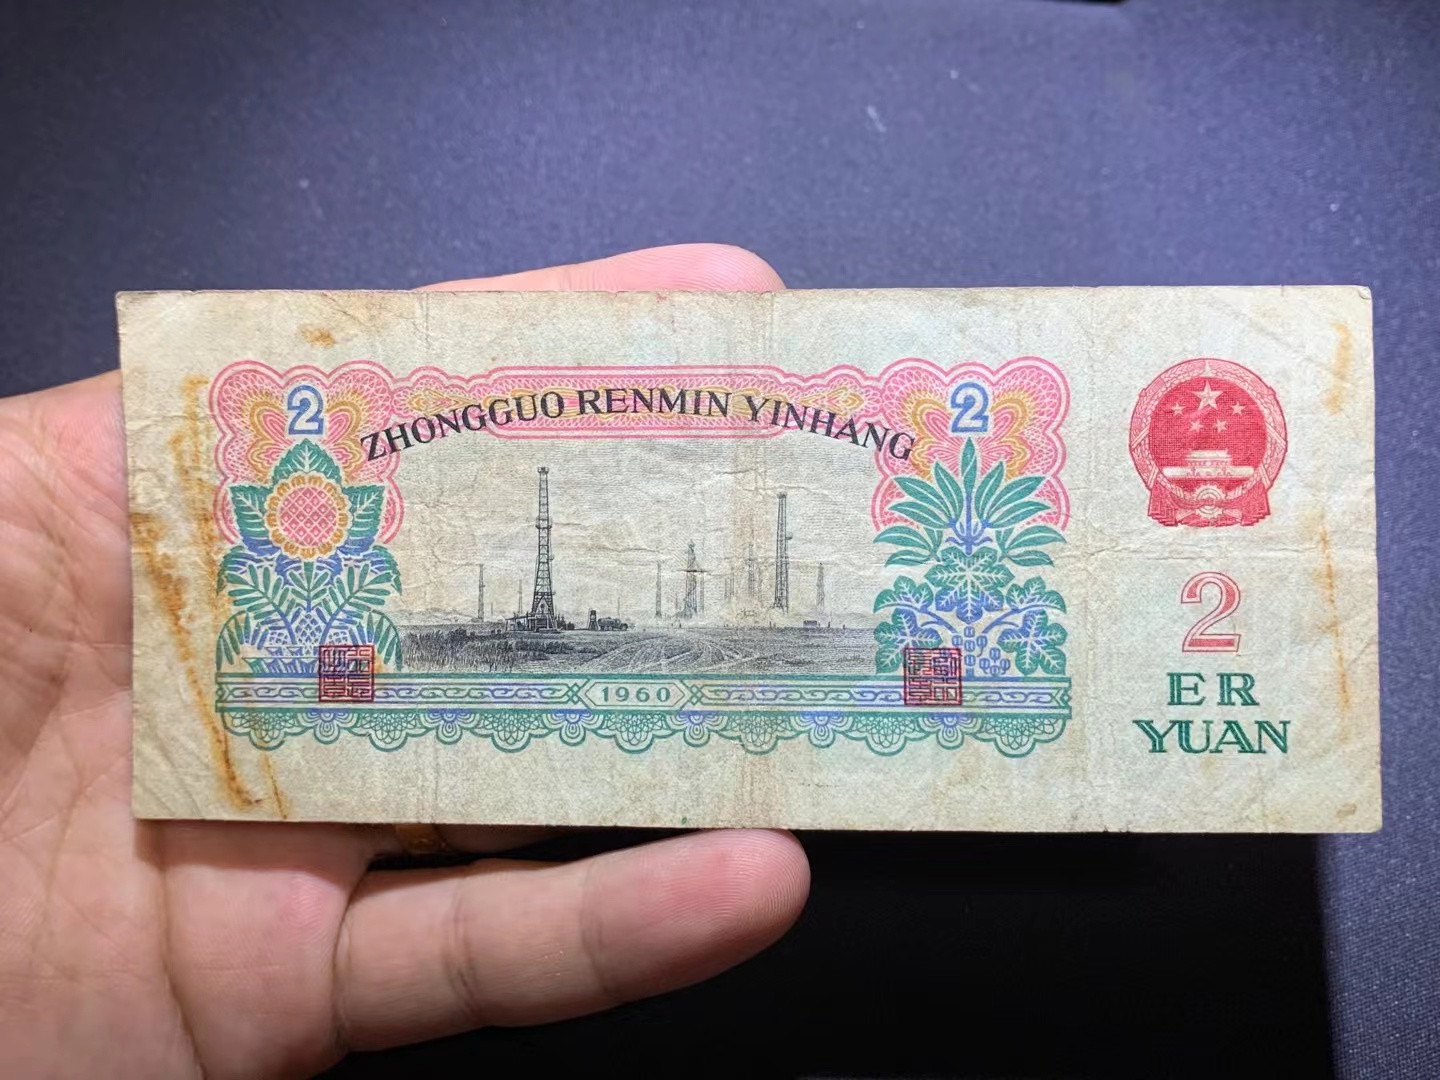 2 2
ZHONGGUO RENMIN YINHANG
1960
2
ER
YUAN